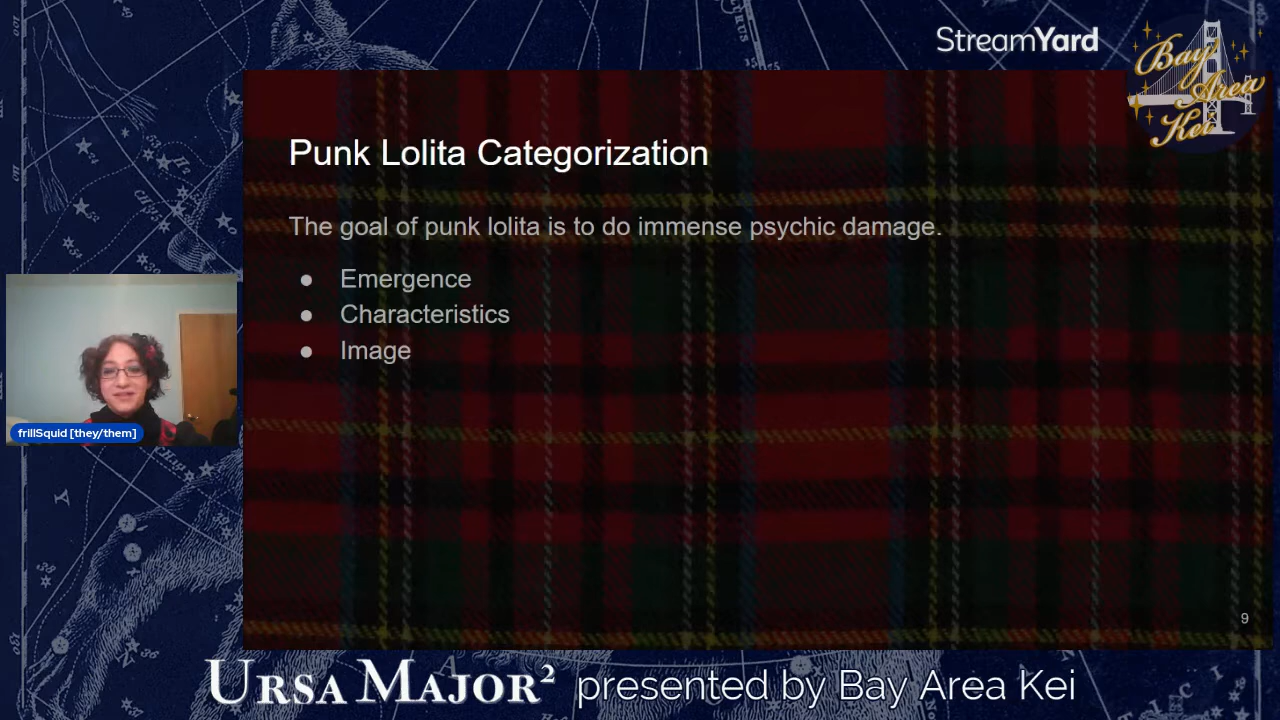 StreamYard
Bay
Area
Kei
Punk Lolita Categorization
The goal of punk lolita is to do immense psychic damage.
● Emergence
● Characteristics
● Image
frillSquid [they/them]
9
URSA MAJOR² presented by Bay Area Kei